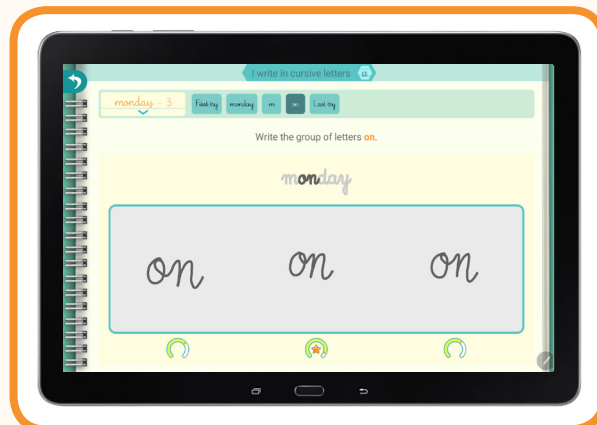 I write in cursive letters a
monday - 3 First try monday m on Last try
Write the group of letters on.
monday
on on on